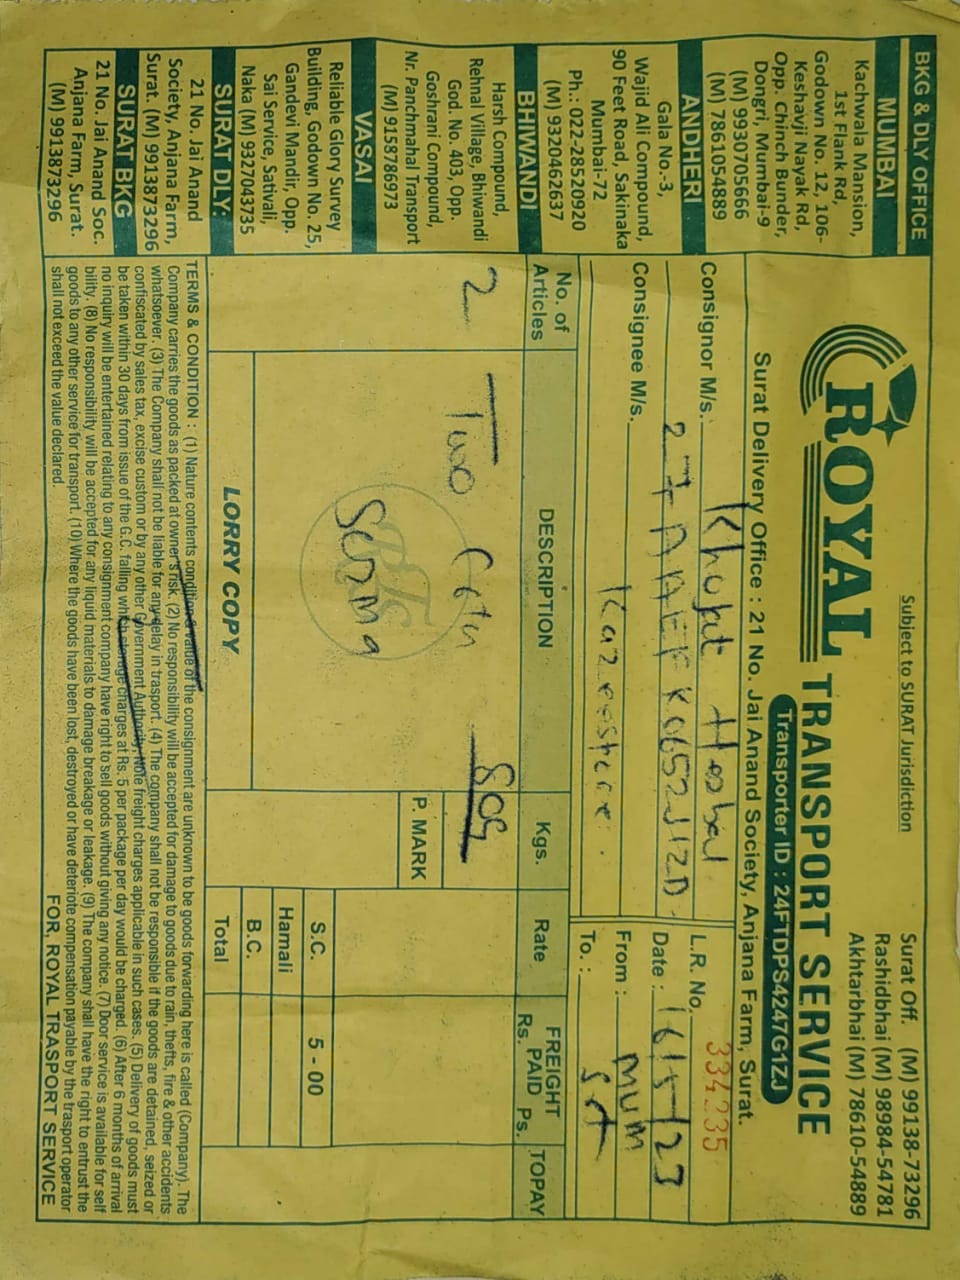 Subject to SURAT Jurisdiction
Surat Off. (M) 99138-73296
Rashidbhai (M) 98984-54781
Akhtarbhai (M) 78610-54889
ROYAL TRANSPORT SERVICE
Transporter ID : 24FTDPS4247G1ZJ
Surat Delivery Office : 21 No. Jai Anand Society, Anjana Farm, Surat.
BKG & DLY OFFICE
MUMBAI
Kachwala Mansion,
1st Flank Rd,
Godown No. 12, 106-
Keshavji Nayak Rd,
Opp. Chinch Bunder,
Dongri, Mumbai-9
(M) 9930705666
(M) 7861054889
ANDHERI
Gala No.-3,
Wajid Ali Compound,
90 Feet Road, Sakinaka
Mumbai-72
Ph.: 022-28520920
(M) 9320462637
BHIWANDI
Harsh Compound,
Rehnal Village, Bhiwandi
God. No. 403, Opp.
Goshrani Compound,
Nr. Panchmahal Transport
(M) 9158786973
VASAI
Reliable Glory Survey
Building, Godown No. 25,
Gandevi Mandir, Opp.
Sai Service, Sativali,
Naka (M) 932704375
SURAT DLY:
21 No. Jai Anand
Society, Anjana Farm,
Surat. (M) 9913873296
SURAT BKG
21 No. Jai Anand Soc.
Anjana Farm, Surat.
(M) 9913873296
Consignor M/s.
27AAEFK0652J1ZD
Consignee M/s.
L.R. No. 334235
Date : 16/5/23
From : mum
To. : SrT
No. of Articles DESCRIPTION Kgs. Rate FREIGHT PAID Rs. Ps. TOPAY
2 Two
P. MARK
S.C. 5 - 00
Hamali
B.C.
Total
LORRY COPY
TERMS & CONDITION : (1) Nature contents condition & value of the consignment are unknown to be goods forwarding here is called (Company). The
Company carries the goods as packed at owner's risk. (2) No responsibility will be accepted for damage to goods due to rain, thefts, fire & other accidents
whatsoever. (3) The Company shall not be liable for any delay in trasport. (4) The company shall not be responsible if the goods are detained, seized or
confiscated by sales tax, excise custom or by any other Government Authority, Note freight charges applicable in such cases. (5) Delivery of goods must
be taken within 30 days from issue of the G.C. failing which storage charges at Rs. 5 per package per day would be charged. (6) After 6 months of arrival
no inquiry will be entertained relating to any consignment company have right to sell goods without giving any notice. (7) Door service is available for self
bility. (8) No responsibility will be accepted for any liquid materials to damage breakage or leakage. (9) The company shall have the right to entrust the
goods to any other service for transport. (10) Where the goods have been lost, destroyed or have deteriote compensation payable by the trasport operator
shall not exceed the value declared.
FOR, ROYAL TRASPORT SERVICE